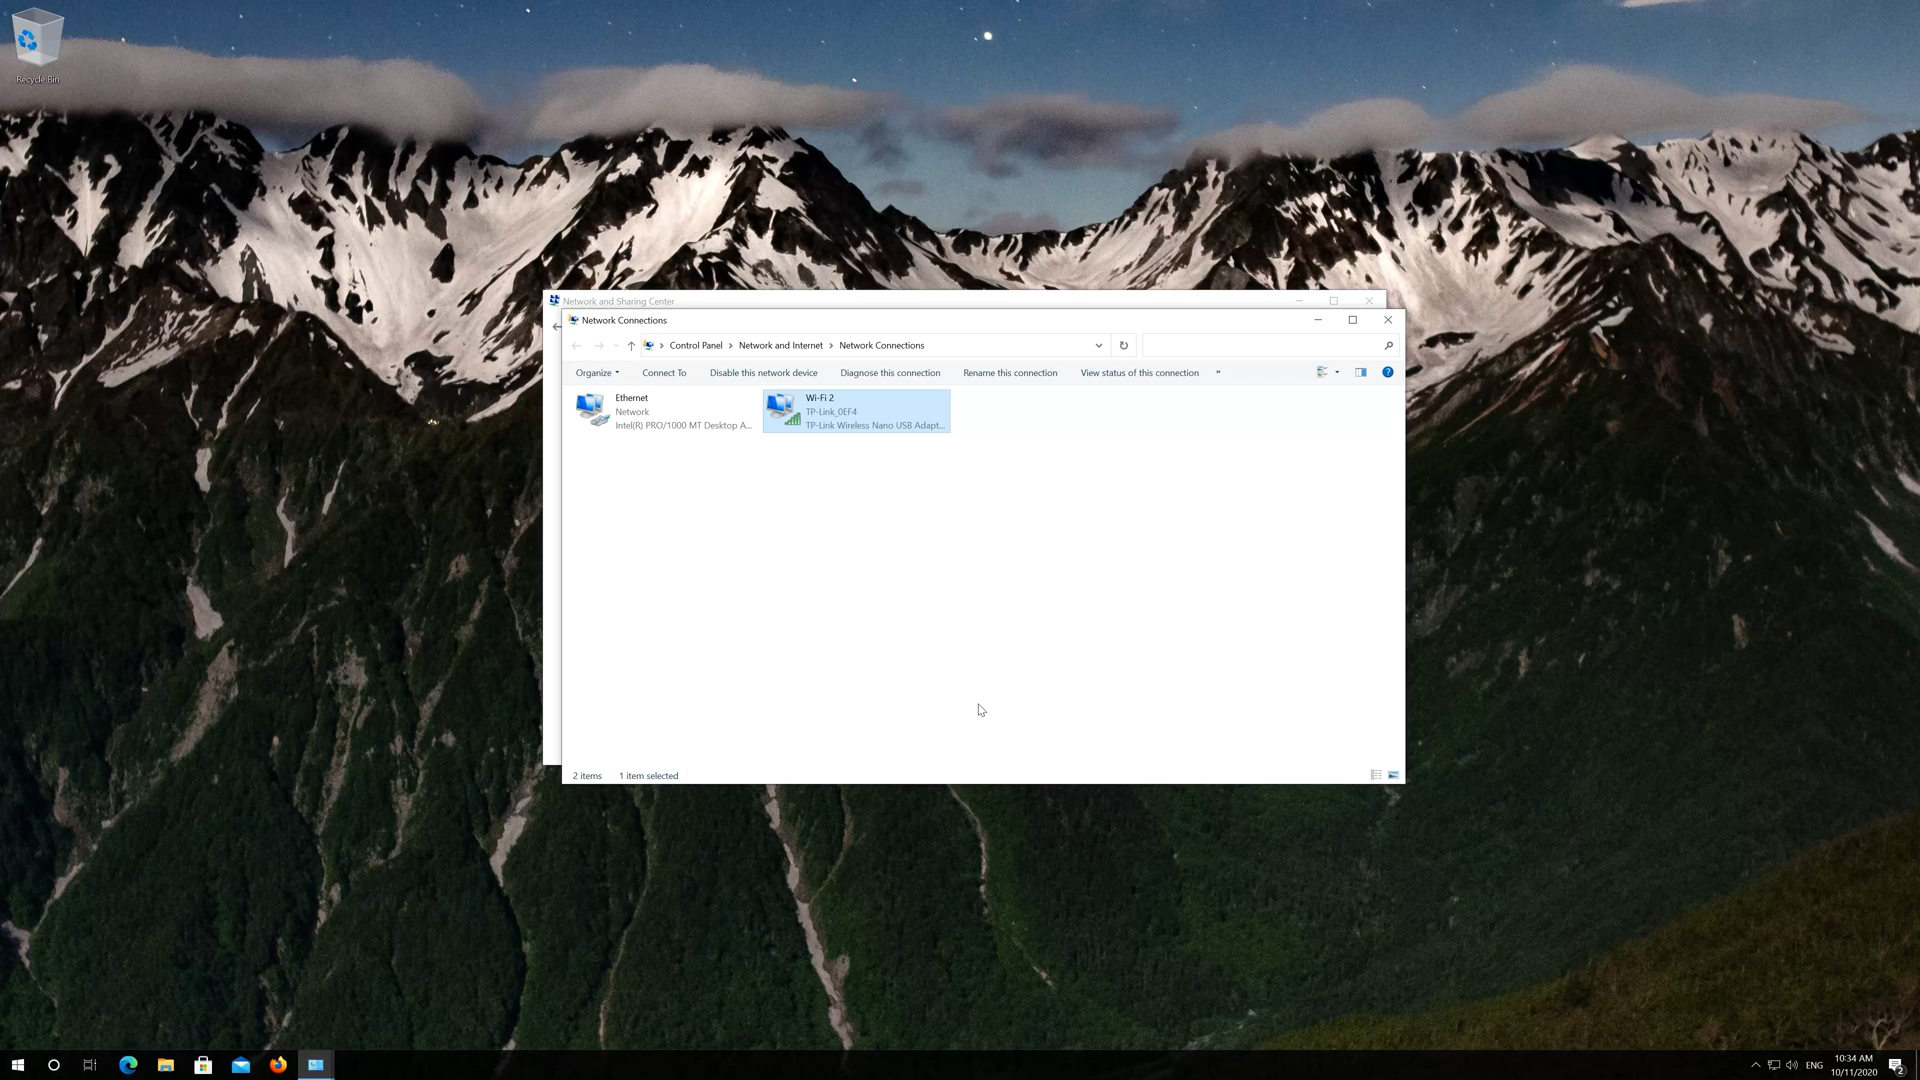 Recycle Bin
Network and Sharing Center
Network Connections
Control Panel Network and Internet Network Connections
Organize Connect To Disable this network device Diagnose this connection Rename this connection View status of this connection »
Ethernet
Network
Intel(R) PRO/1000 MT Desktop A...
Wi-Fi 2
TP-Link_0EF4
TP-Link Wireless Nano USB Adapt...
2 items 1 item selected
ENG
10:34 AM
10/11/2020
2